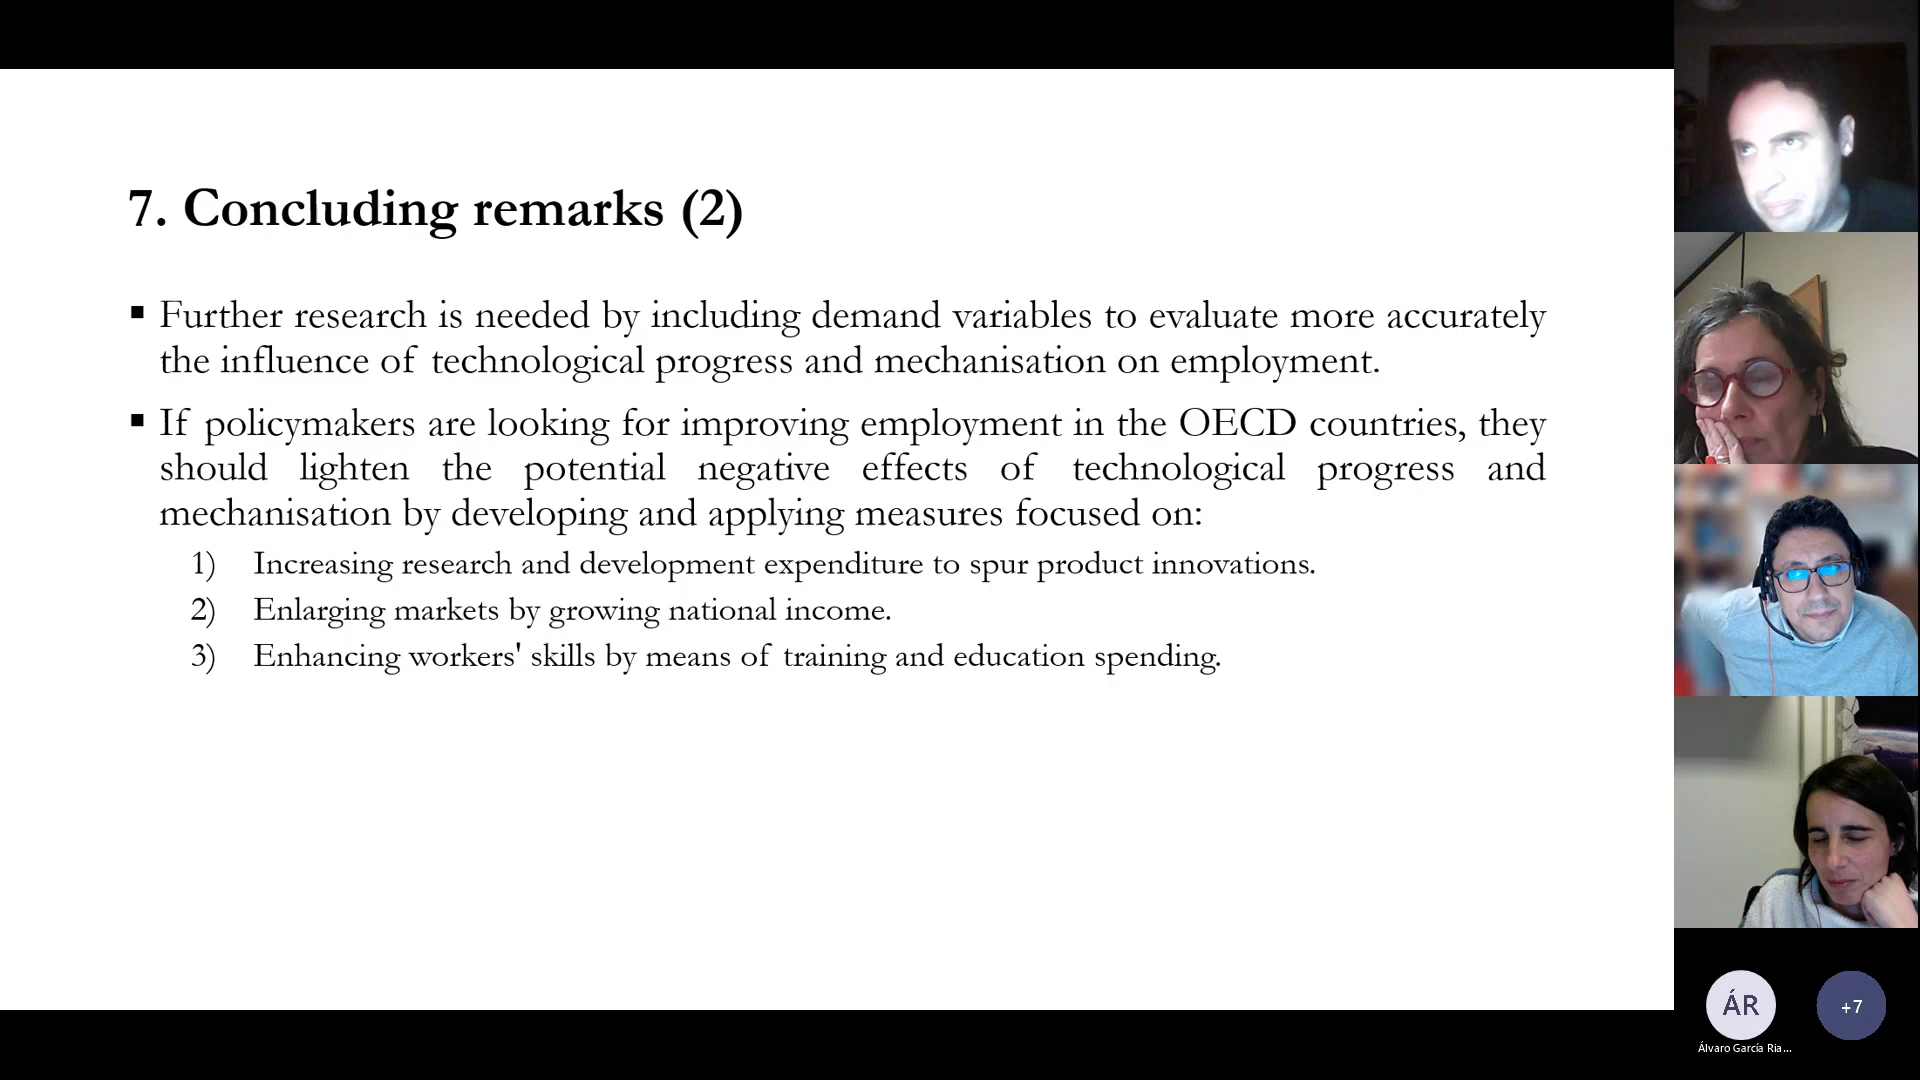 7. Concluding remarks (2)
▪ Further research is needed by including demand variables to evaluate more accurately
the influence of technological progress and mechanisation on employment.
▪ If policymakers are looking for improving employment in the OECD countries, they
should lighten the potential negative effects of technological progress and
mechanisation by developing and applying measures focused on:
1) Increasing research and development expenditure to spur product innovations.
2) Enlarging markets by growing national income.
3) Enhancing workers' skills by means of training and education spending.
ÁR
+7
Álvaro García Ria...